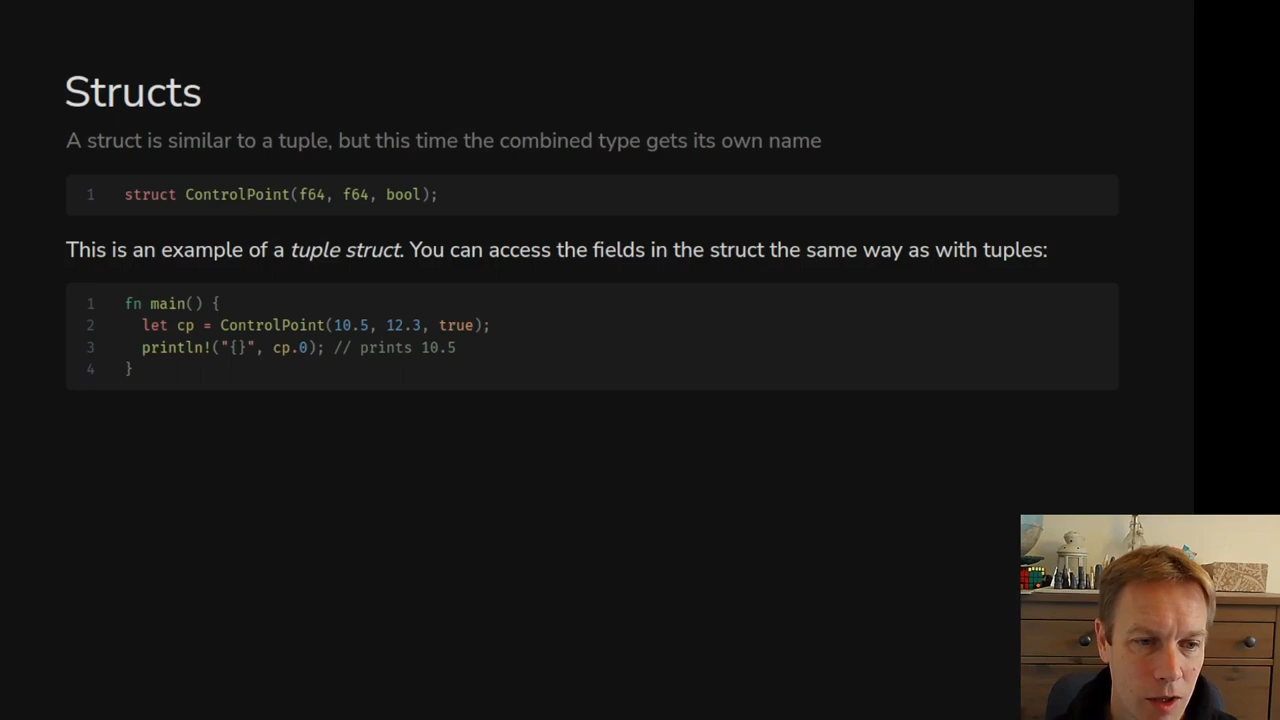 Structs
A struct is similar to a tuple, but this time the combined type gets its own name
1 struct ControlPoint(f64, f64, bool);
This is an example of a tuple struct. You can access the fields in the struct the same way as with tuples:
1 fn main() {
2 let cp = ControlPoint(10.5, 12.3, true);
3 println!("{}", cp.0); // prints 10.5
4 }